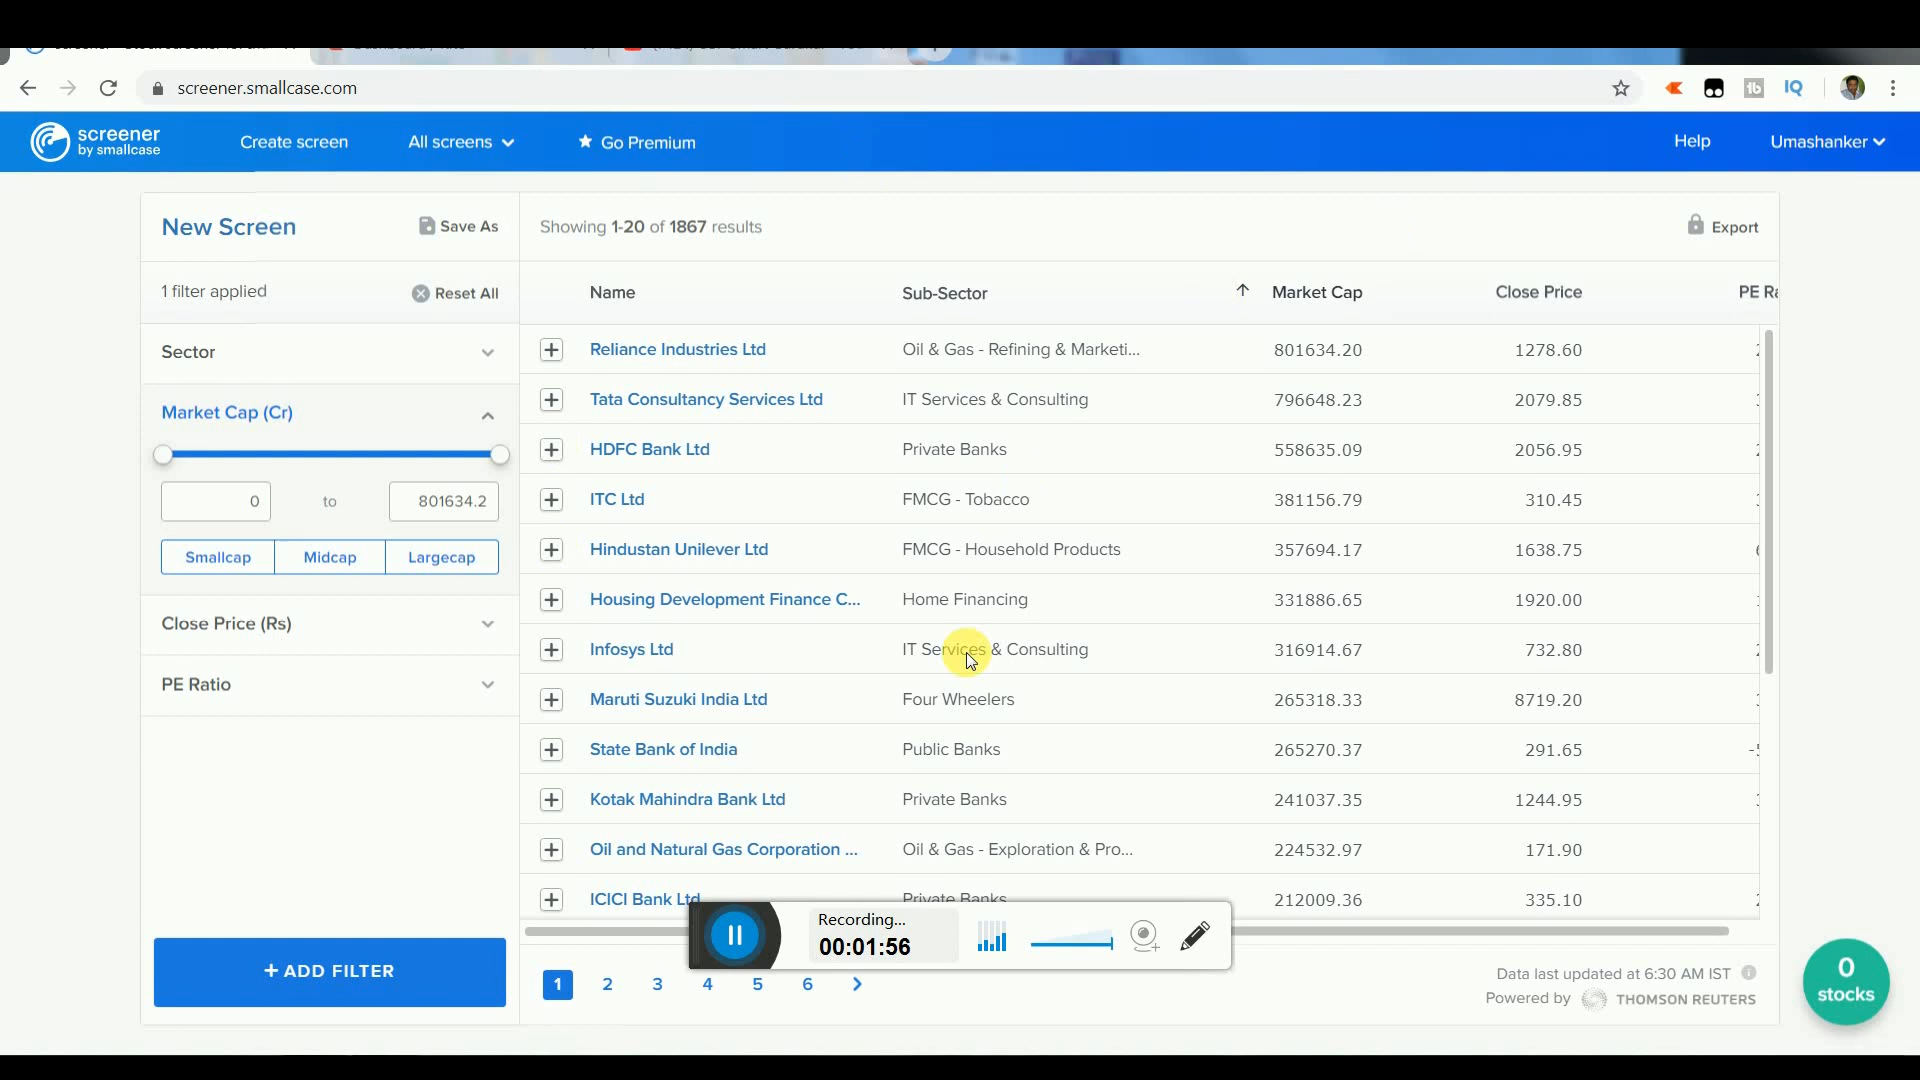 screener.smallcase.com
IQ
screener
by smallcase
Create screen
All screens
Go Premium
Help
Umashanker
New Screen
Save As
Showing 1-20 of 1867 results
Export
1 filter applied
Reset All
Name Sub-Sector Market Cap Close Price PE Ra
Sector
Market Cap (Cr)
0 to 801634.2
Smallcap Midcap Largecap
Close Price (Rs)
PE Ratio
+ ADD FILTER
Reliance Industries Ltd Oil & Gas - Refining & Marketi... 801634.20 1278.60
Tata Consultancy Services Ltd IT Services & Consulting 796648.23 2079.85
HDFC Bank Ltd Private Banks 558635.09 2056.95
ITC Ltd FMCG - Tobacco 381156.79 310.45
Hindustan Unilever Ltd FMCG - Household Products 357694.17 1638.75
Housing Development Finance C... Home Financing 331886.65 1920.00
Infosys Ltd IT Services & Consulting 316914.67 732.80
Maruti Suzuki India Ltd Four Wheelers 265318.33 8719.20
State Bank of India Public Banks 265270.37 291.65
Kotak Mahindra Bank Ltd Private Banks 241037.35 1244.95
Oil and Natural Gas Corporation ... Oil & Gas - Exploration & Pro... 224532.97 171.90
ICICI Bank Ltd Private Banks 212009.36 335.10
Recording...
00:01:56
1 2 3 4 5 6
Data last updated at 6:30 AM IST
Powered by THOMSON REUTERS
0
stocks